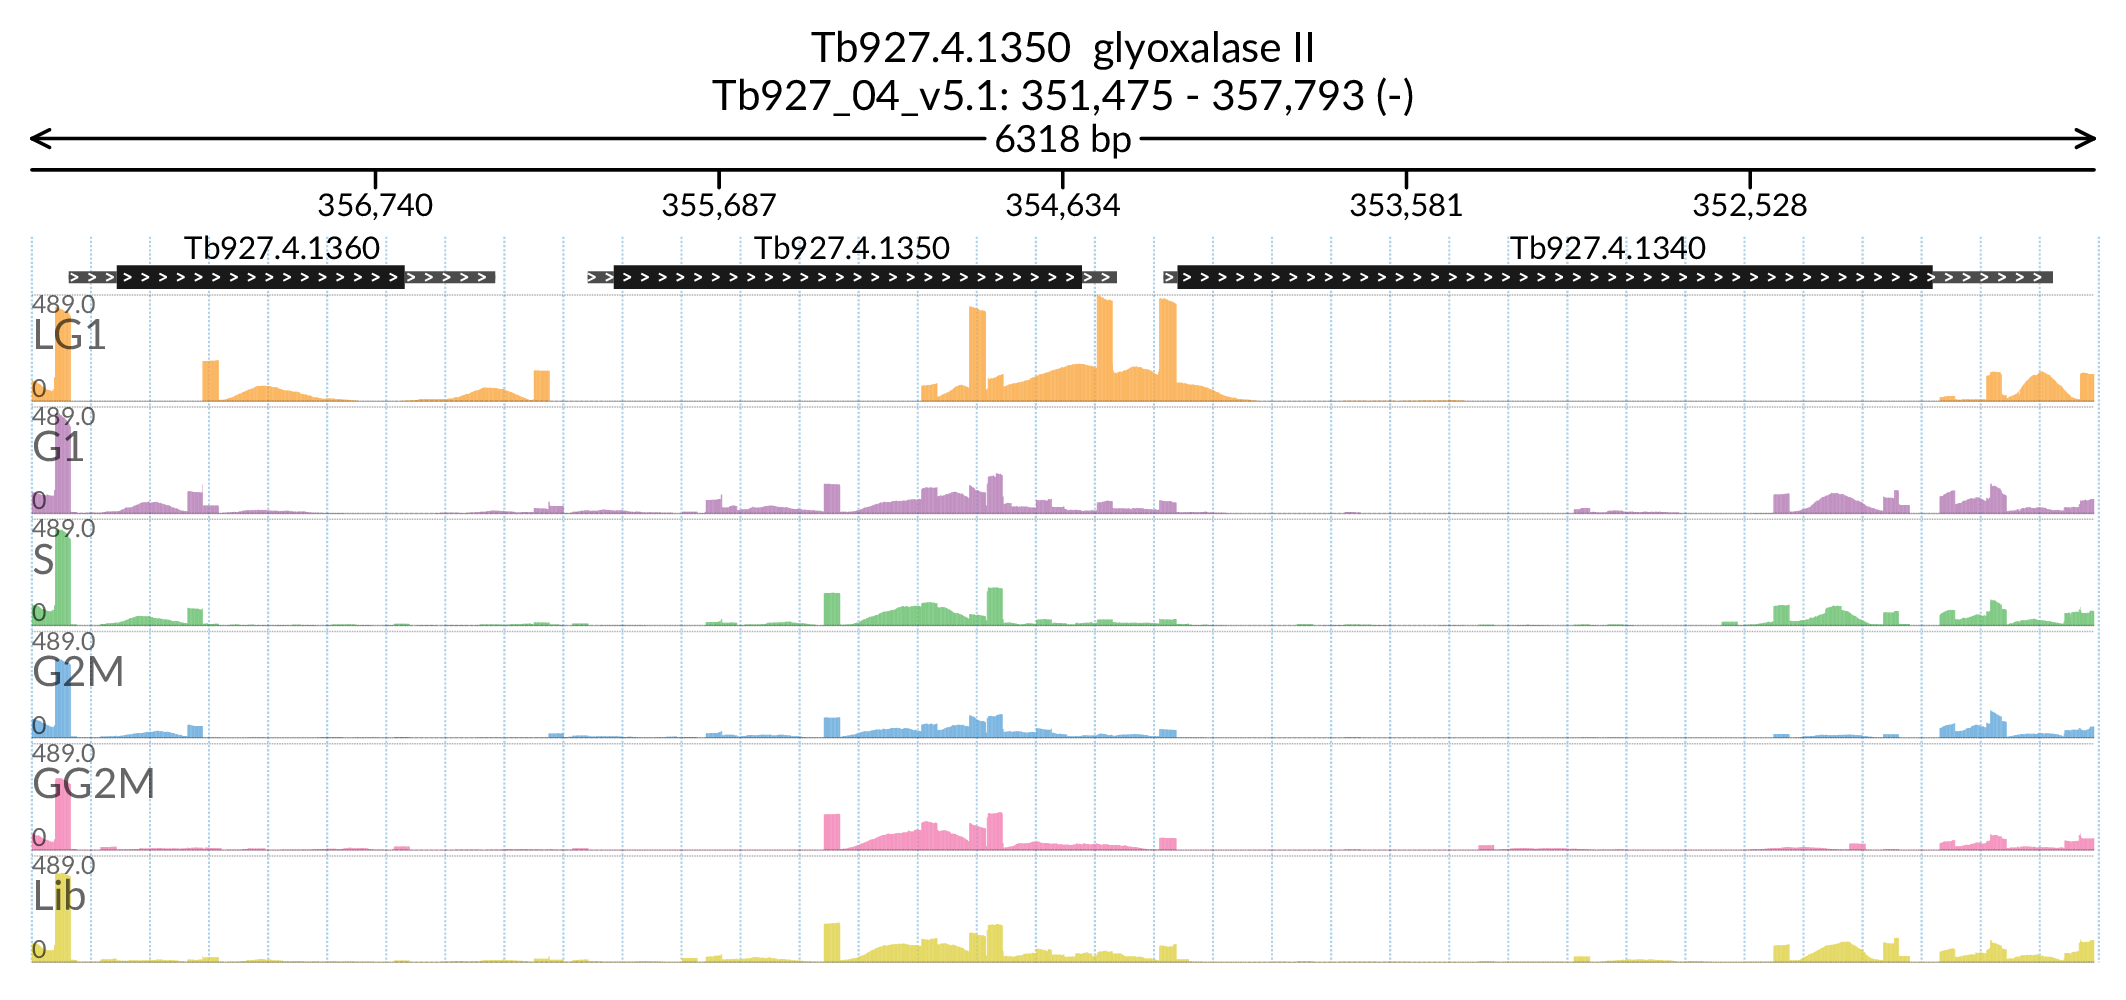 Tb927.4.1350  glyoxalase II
Tb927_04_v5.1: 351,475 - 357,793 (-)
6318 bp
356,740 355,687 354,634 353,581 352,528
Tb927.4.1360 Tb927.4.1350 Tb927.4.1340
489.0
LG1
0
489.0
G1
0
489.0
S
0
489.0
G2M
0
489.0
GG2M
0
489.0
Lib
0